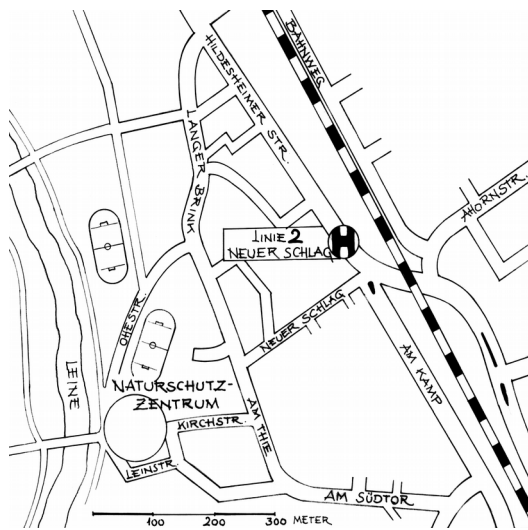 BAHNWEG
HILDESHEIMER STR.
LANGER BRINK
AHORNSTR.
LINIE 2
NEUER SCHLAG
H
OHESTR.
NEUER SCHLAG
LEINE
AM KAMP
NATURSCHUTZ-
ZENTRUM
KIRCHSTR.
AM THIE
LEINSTR.
AM SÜDTOR
100 200 300 METER